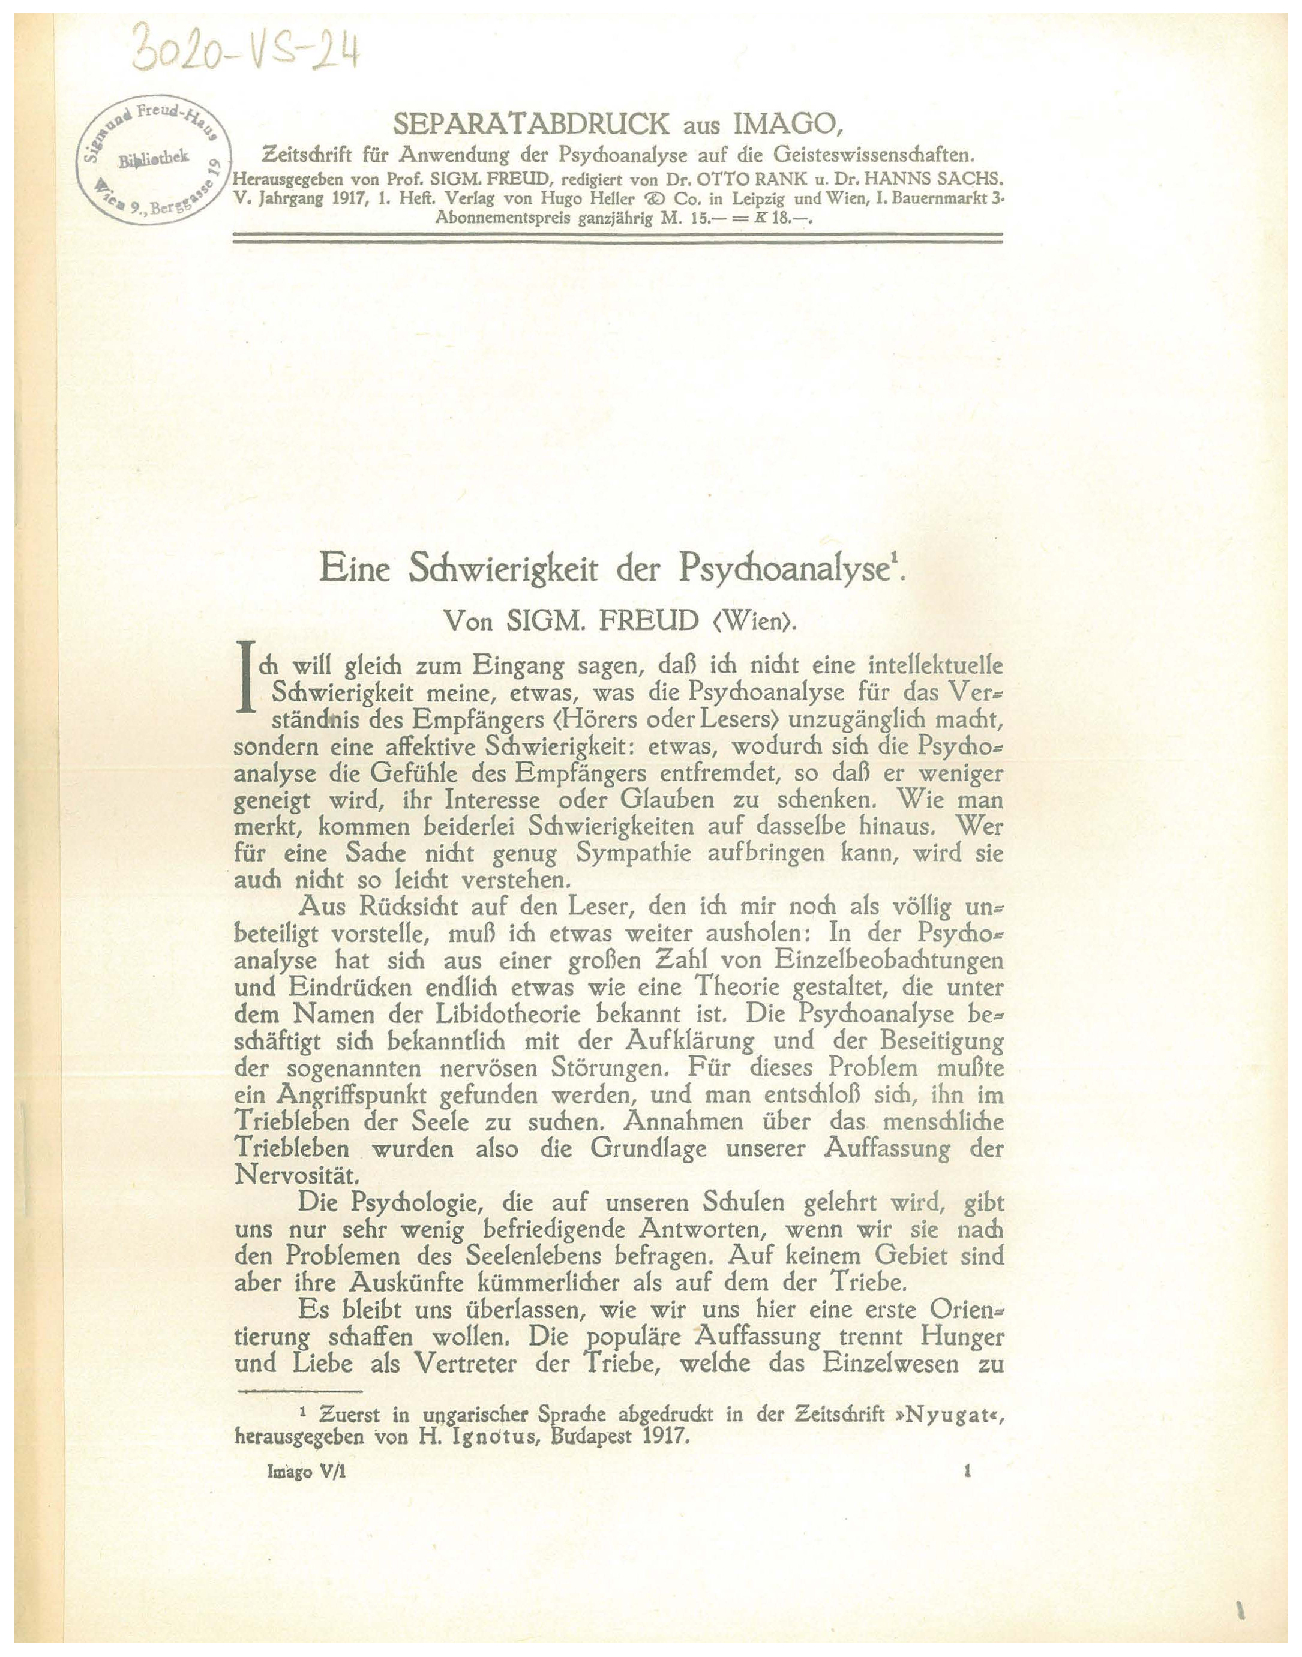 3020-VS-24
Sigmund Freud-Haus
Bibliothek
Wien 9., Berggasse 19
SEPARATABDRUCK aus IMAGO,
Zeitschrift für Anwendung der Psychoanalyse auf die Geisteswissenschaften.
Herausgegeben von Prof. SIGM. FREUD, redigiert von Dr. OTTO RANK u. Dr. HANNS SACHS.
V. Jahrgang 1917, 1. Heft. Verlag von Hugo Heller & Co. in Leipzig und Wien, I. Bauernmarkt 3.
Abonnementspreis ganzjährig M. 15.— = K 18.—.
Eine Schwierigkeit der Psychoanalyse¹.
Von SIGM. FREUD (Wien).
Ich will gleich zum Eingang sagen, daß ich nicht eine intellektuelle
Schwierigkeit meine, etwas, was die Psychoanalyse für das Ver-
ständnis des Empfängers (Hörers oder Lesers) unzugänglich macht,
sondern eine affektive Schwierigkeit: etwas, wodurch sich die Psycho-
analyse die Gefühle des Empfängers entfremdet, so daß er weniger
geneigt wird, ihr Interesse oder Glauben zu schenken. Wie man
merkt, kommen beiderlei Schwierigkeiten auf dasselbe hinaus. Wer
für eine Sache nicht genug Sympathie aufbringen kann, wird sie
auch nicht so leicht verstehen.
Aus Rücksicht auf den Leser, den ich mir noch als völlig un-
beteiligt vorstelle, muß ich etwas weiter ausholen: In der Psycho-
analyse hat sich aus einer großen Zahl von Einzelbeobachtungen
und Eindrücken endlich etwas wie eine Theorie gestaltet, die unter
dem Namen der Libidotheorie bekannt ist. Die Psychoanalyse be-
schäftigt sich bekanntlich mit der Aufklärung und der Beseitigung
der sogenannten nervösen Störungen. Für dieses Problem mußte
ein Angriffspunkt gefunden werden, und man entschloß sich, ihn im
Triebleben der Seele zu suchen. Annahmen über das menschliche
Triebleben wurden also die Grundlage unserer Auffassung der
Nervosität.
Die Psychologie, die auf unseren Schulen gelehrt wird, gibt
uns nur sehr wenig befriedigende Antworten, wenn wir sie nach
den Problemen des Seelenlebens befragen. Auf keinem Gebiet sind
aber ihre Auskünfte kümmerlicher als auf dem der Triebe.
Es bleibt uns überlassen, wie wir uns hier eine erste Orien-
tierung schaffen wollen. Die populäre Auffassung trennt Hunger
und Liebe als Vertreter der Triebe, welche das Einzelwesen zu
¹ Zuerst in ungarischer Sprache abgedruckt in der Zeitschrift »Nyugat«,
herausgegeben von H. Ignotus, Budapest 1917.
Imago V/1 1
1